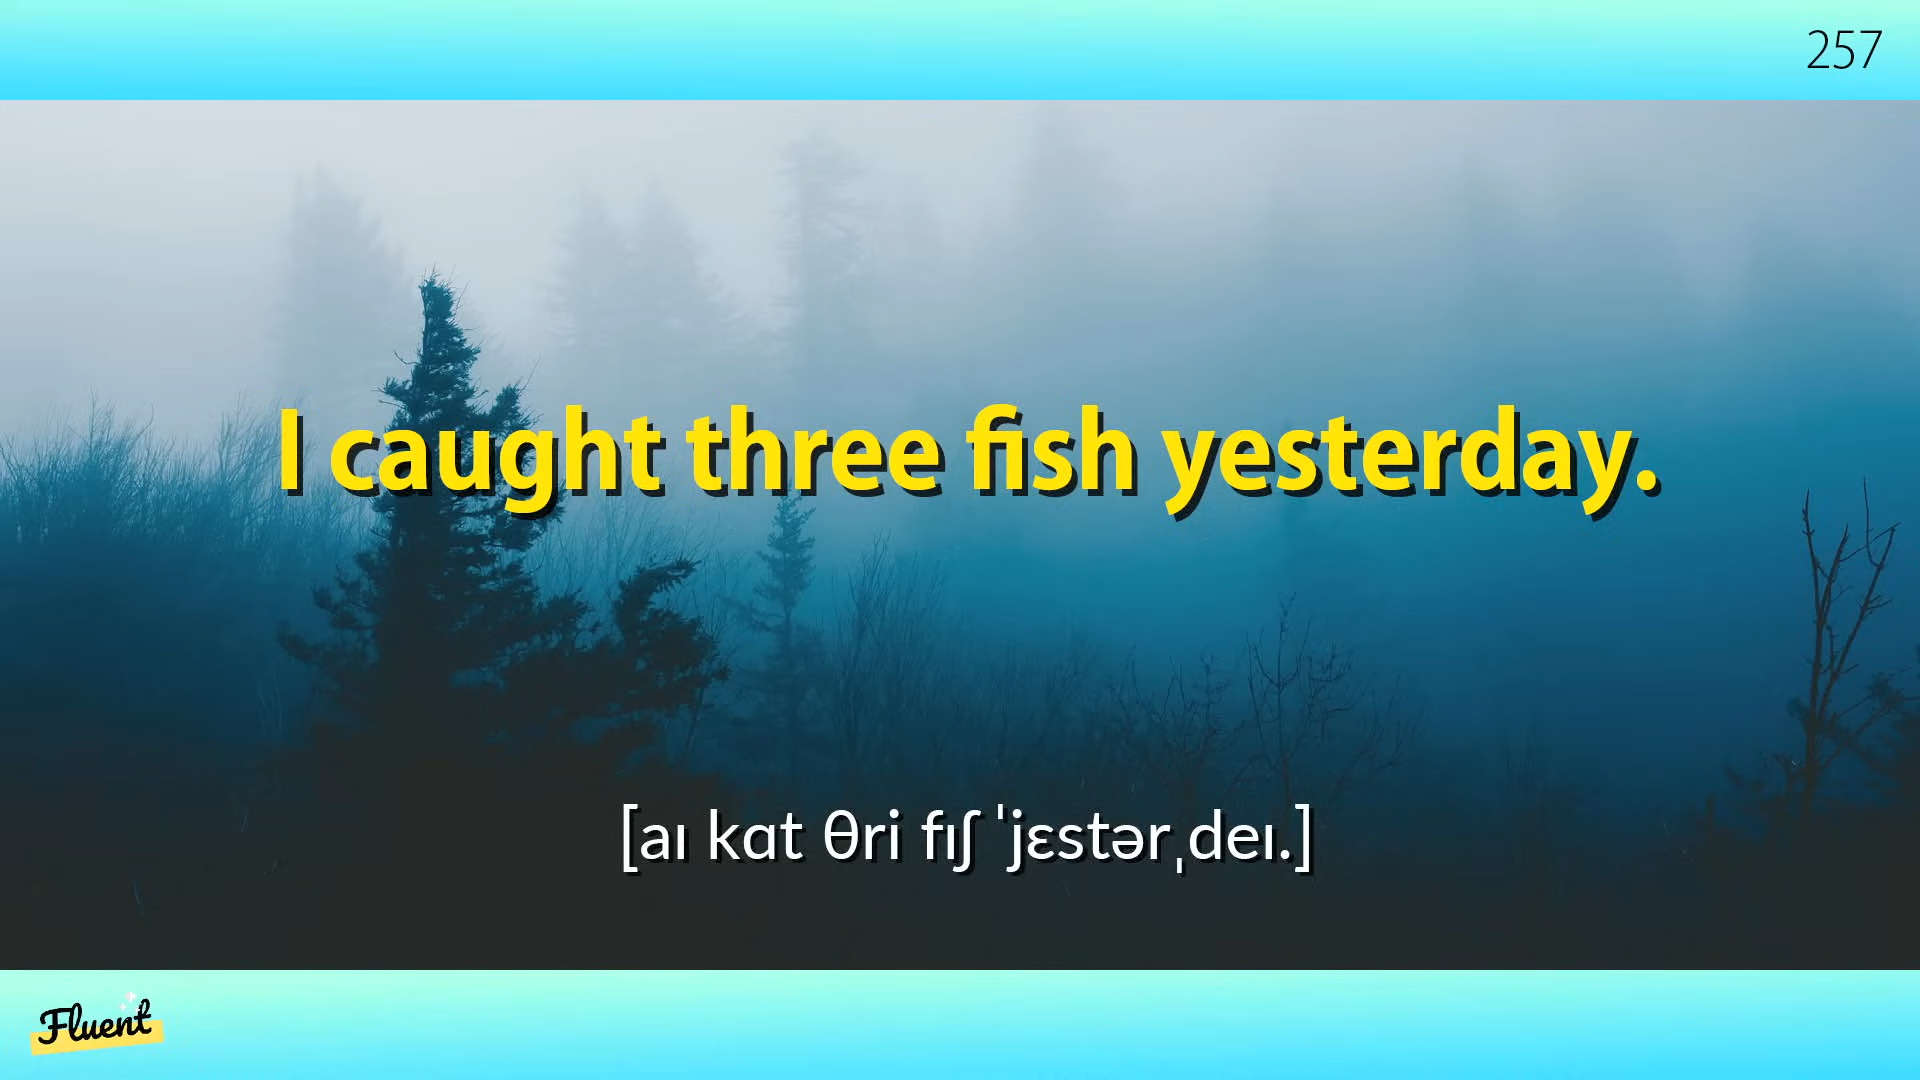 257
I caught three fish yesterday.
[aɪ kɑt θri fɪʃ ˈjɛstərˌdeɪ.]
Fluent